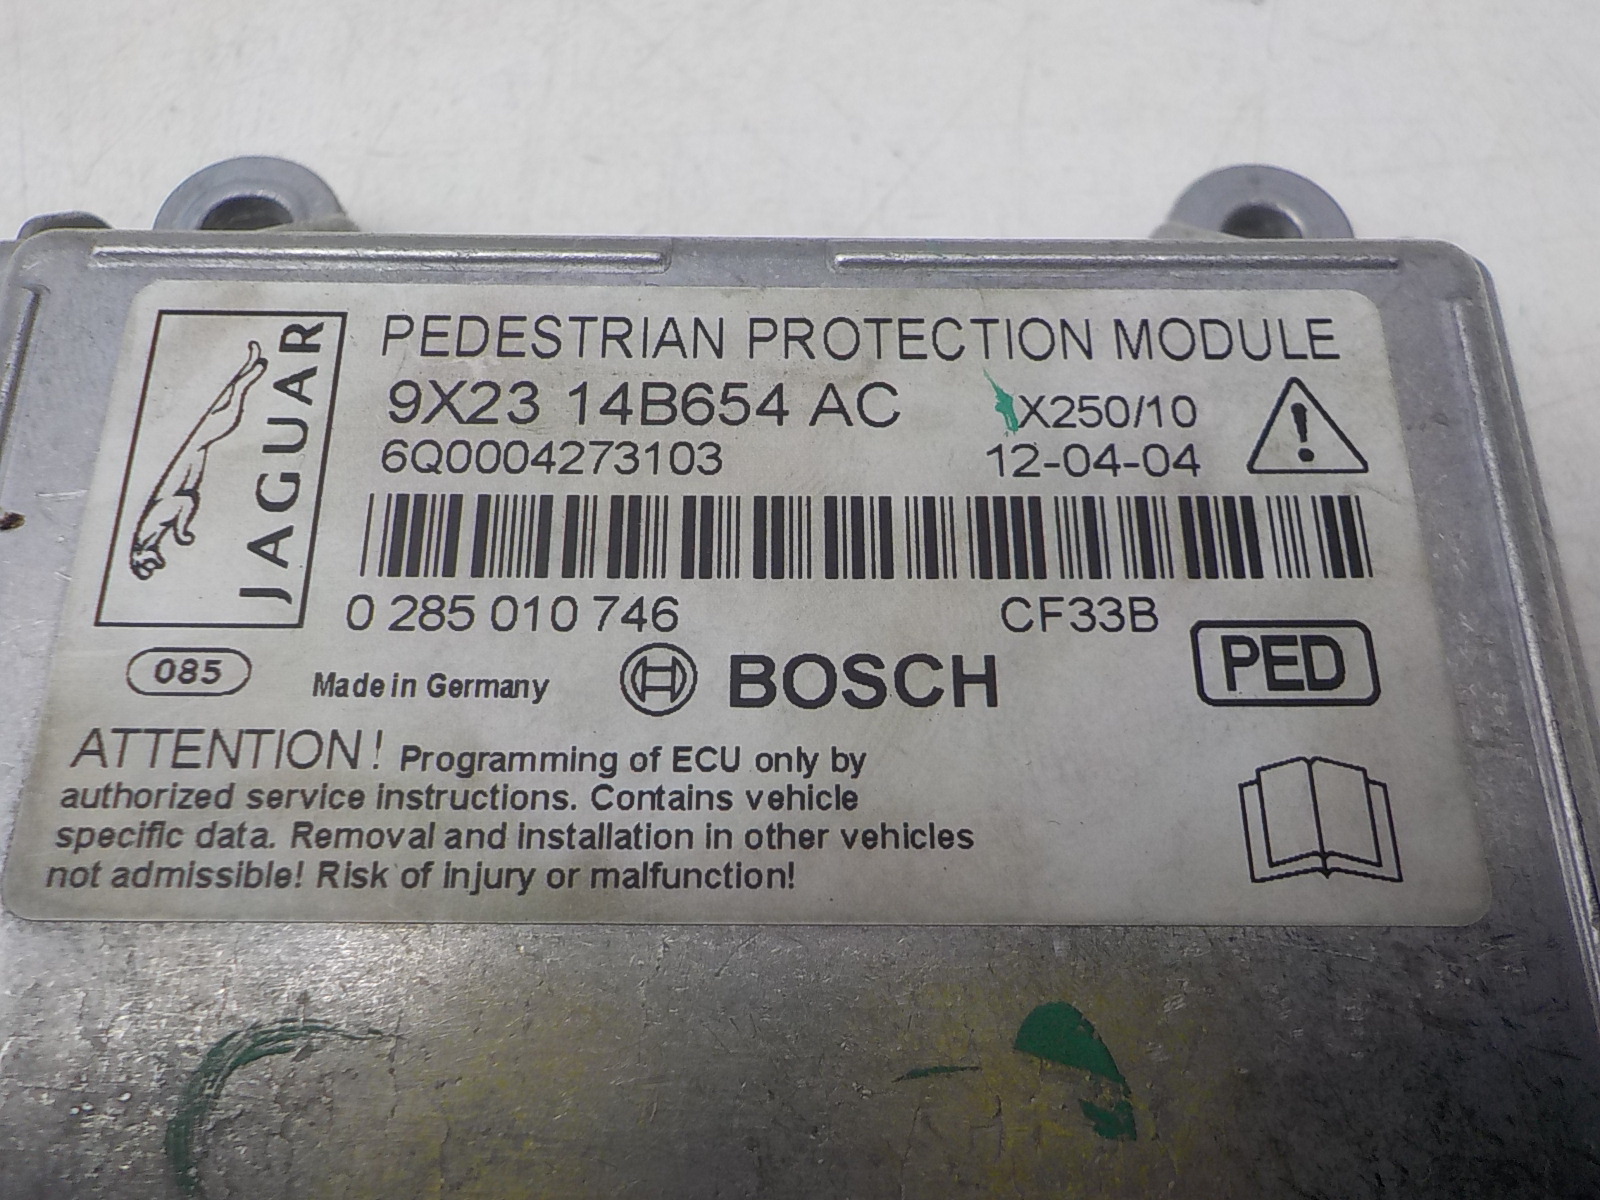 JAGUAR
PEDESTRIAN PROTECTION MODULE
9X23 14B654 AC X250/10
6Q0004273103 12-04-04
0 285 010 746 CF33B
085 Made in Germany BOSCH PED
ATTENTION! Programming of ECU only by
authorized service instructions. Contains vehicle
specific data. Removal and installation in other vehicles
not admissible! Risk of injury or malfunction!